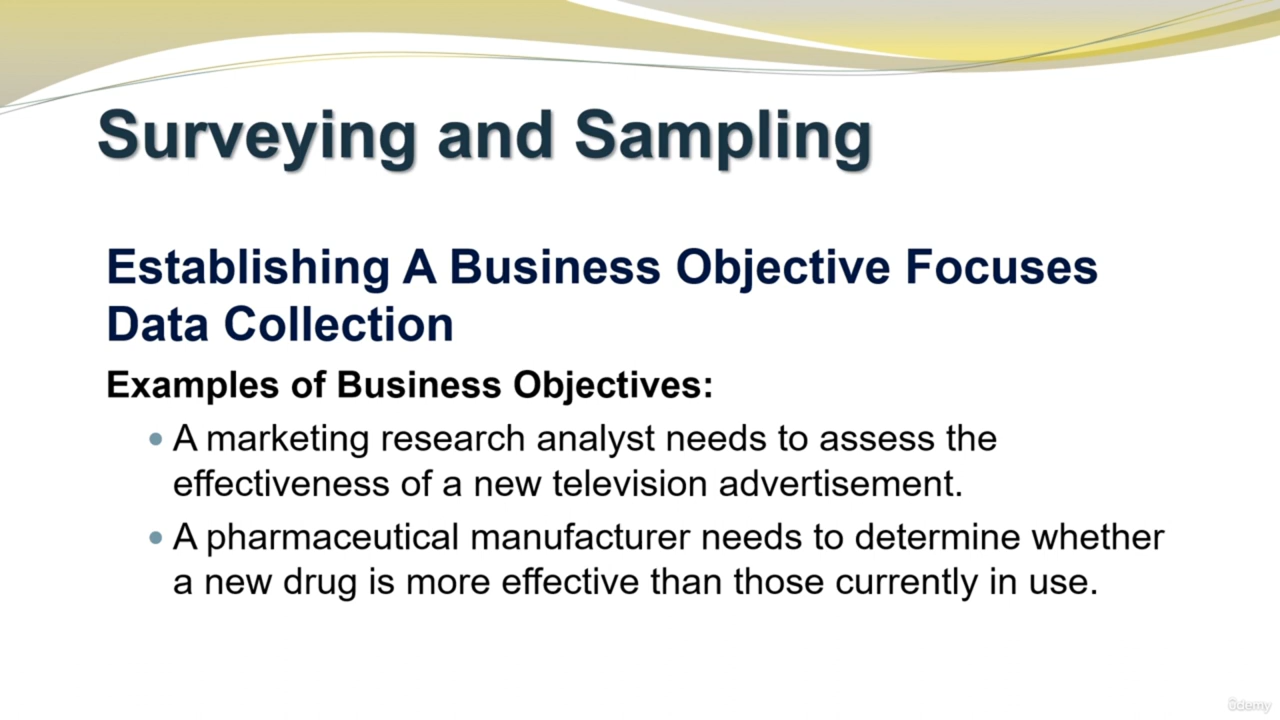 Surveying and Sampling
Establishing A Business Objective Focuses
Data Collection
Examples of Business Objectives:
• A marketing research analyst needs to assess the
effectiveness of a new television advertisement.
• A pharmaceutical manufacturer needs to determine whether
a new drug is more effective than those currently in use.
ûdemy